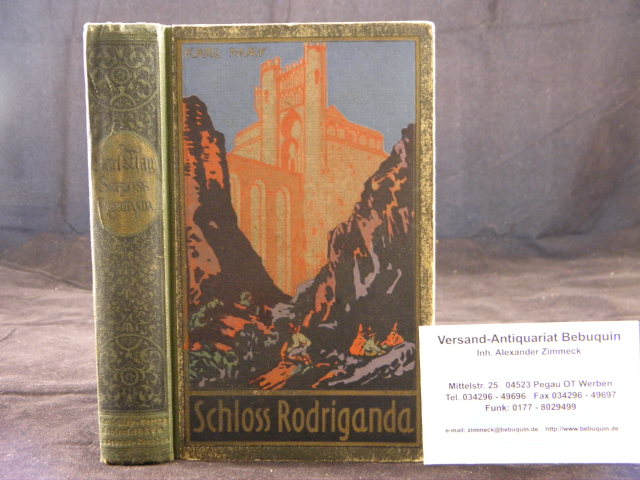 Karl May
Schloss
Rodriganda
KARL MAY
Schloss Rodriganda
Versand-Antiquariat Bebuquin
Inh. Alexander Zimmeck
Mittelstr. 25 04523 Pegau OT Werben
Tel. 034296 - 49696 Fax 034296 - 49697
Funk: 0177 - 8029499
e-mail: zimmeck@bebuquin.de http://www.bebuquin.de